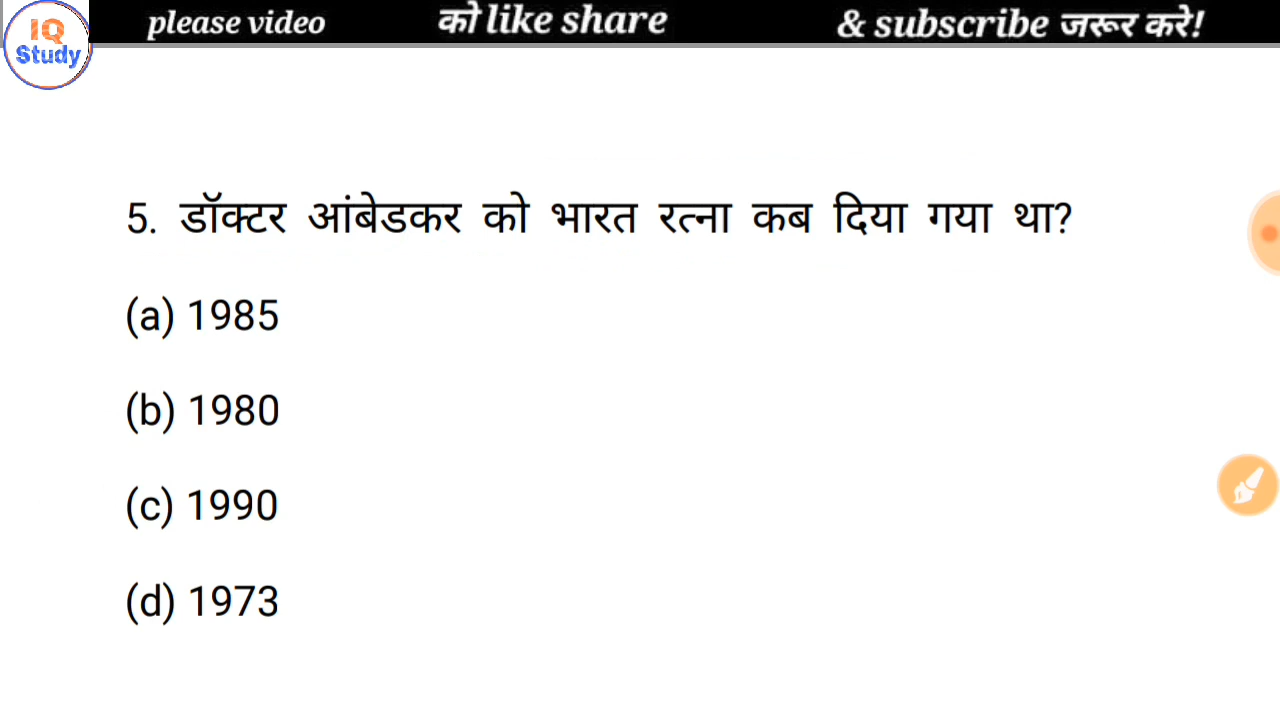 IQ
Study
please video को like share & subscribe जरूर करे!
5. डॉक्टर आंबेडकर को भारत रत्ना कब दिया गया था?
(a) 1985
(b) 1980
(c) 1990
(d) 1973